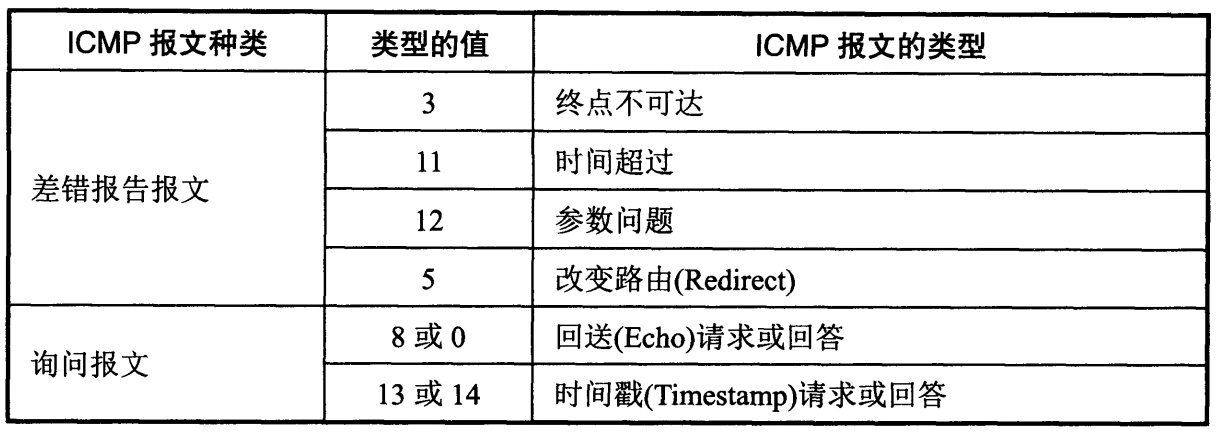 ICMP 报文种类 类型的值 ICMP 报文的类型
差错报告报文
3 终点不可达
11 时间超过
12 参数问题
5 改变路由(Redirect)
询问报文
8 或 0 回送(Echo)请求或回答
13 或 14 时间戳(Timestamp)请求或回答